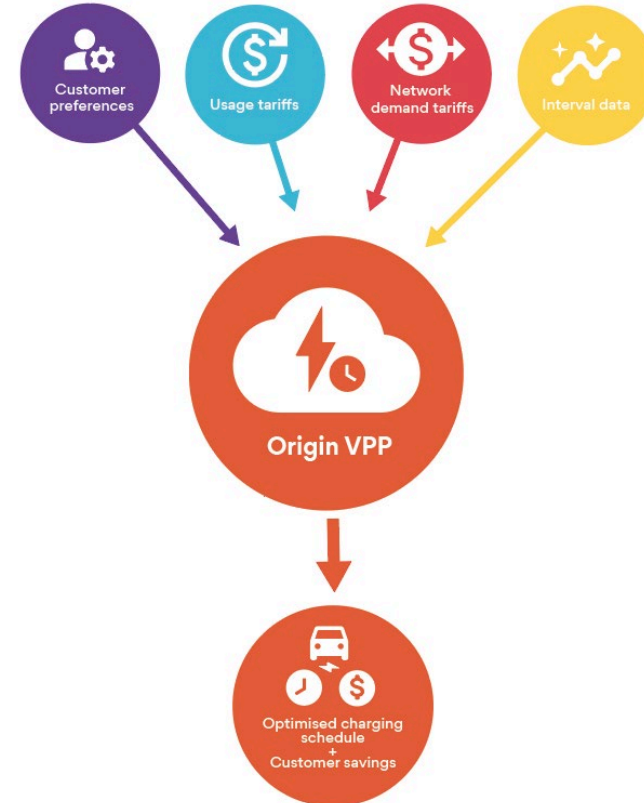 Customer
preferences
Usage tariffs
Network
demand tariffs
Interval data
Origin VPP
Optimised charging
schedule
+
Customer savings